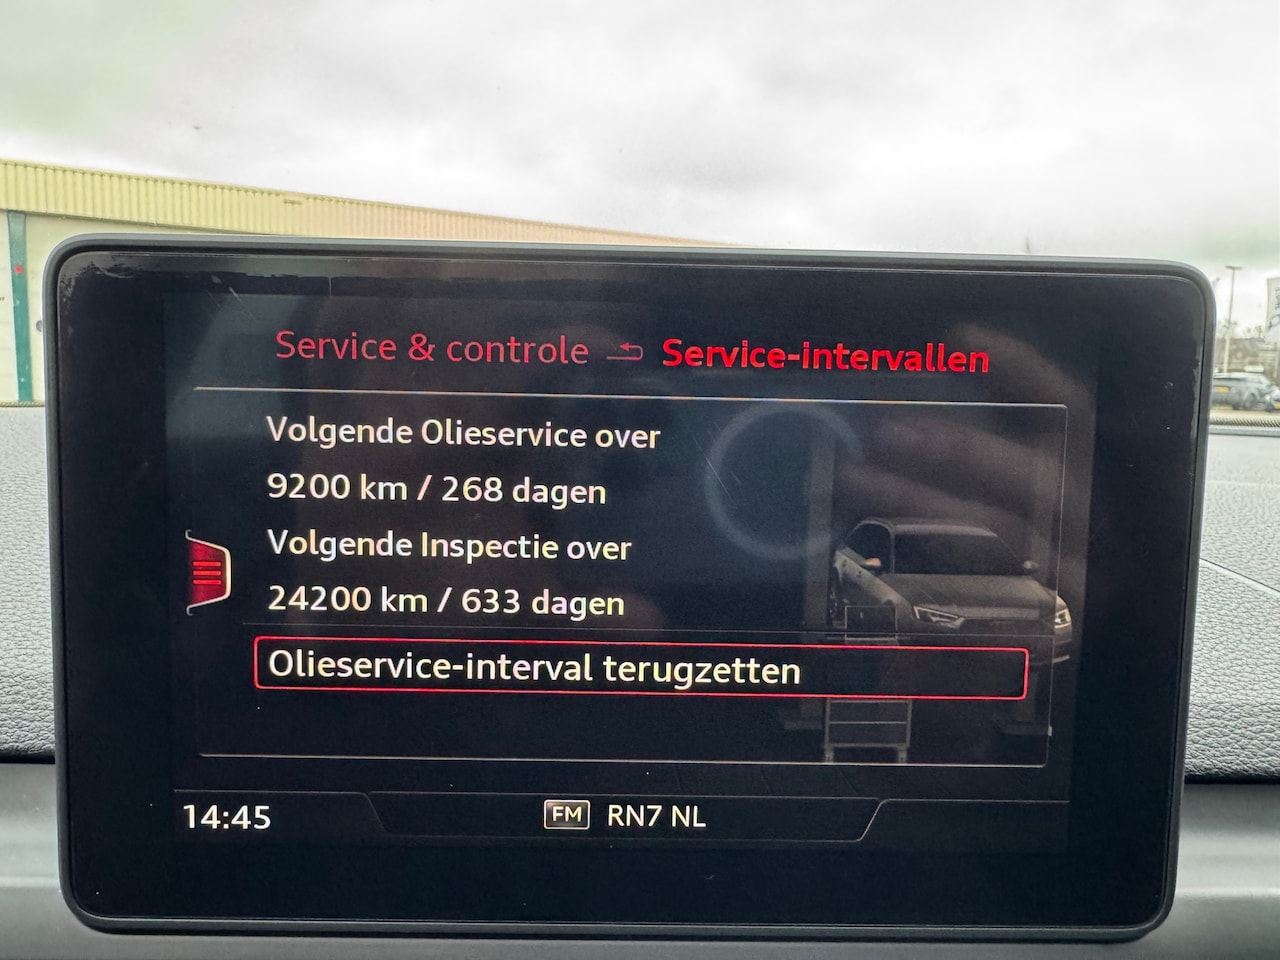 Service & controle Service-intervallen
Volgende Olieservice over
9200 km / 268 dagen
Volgende Inspectie over
24200 km / 633 dagen
Olieservice-interval terugzetten
14:45 FM RN7 NL